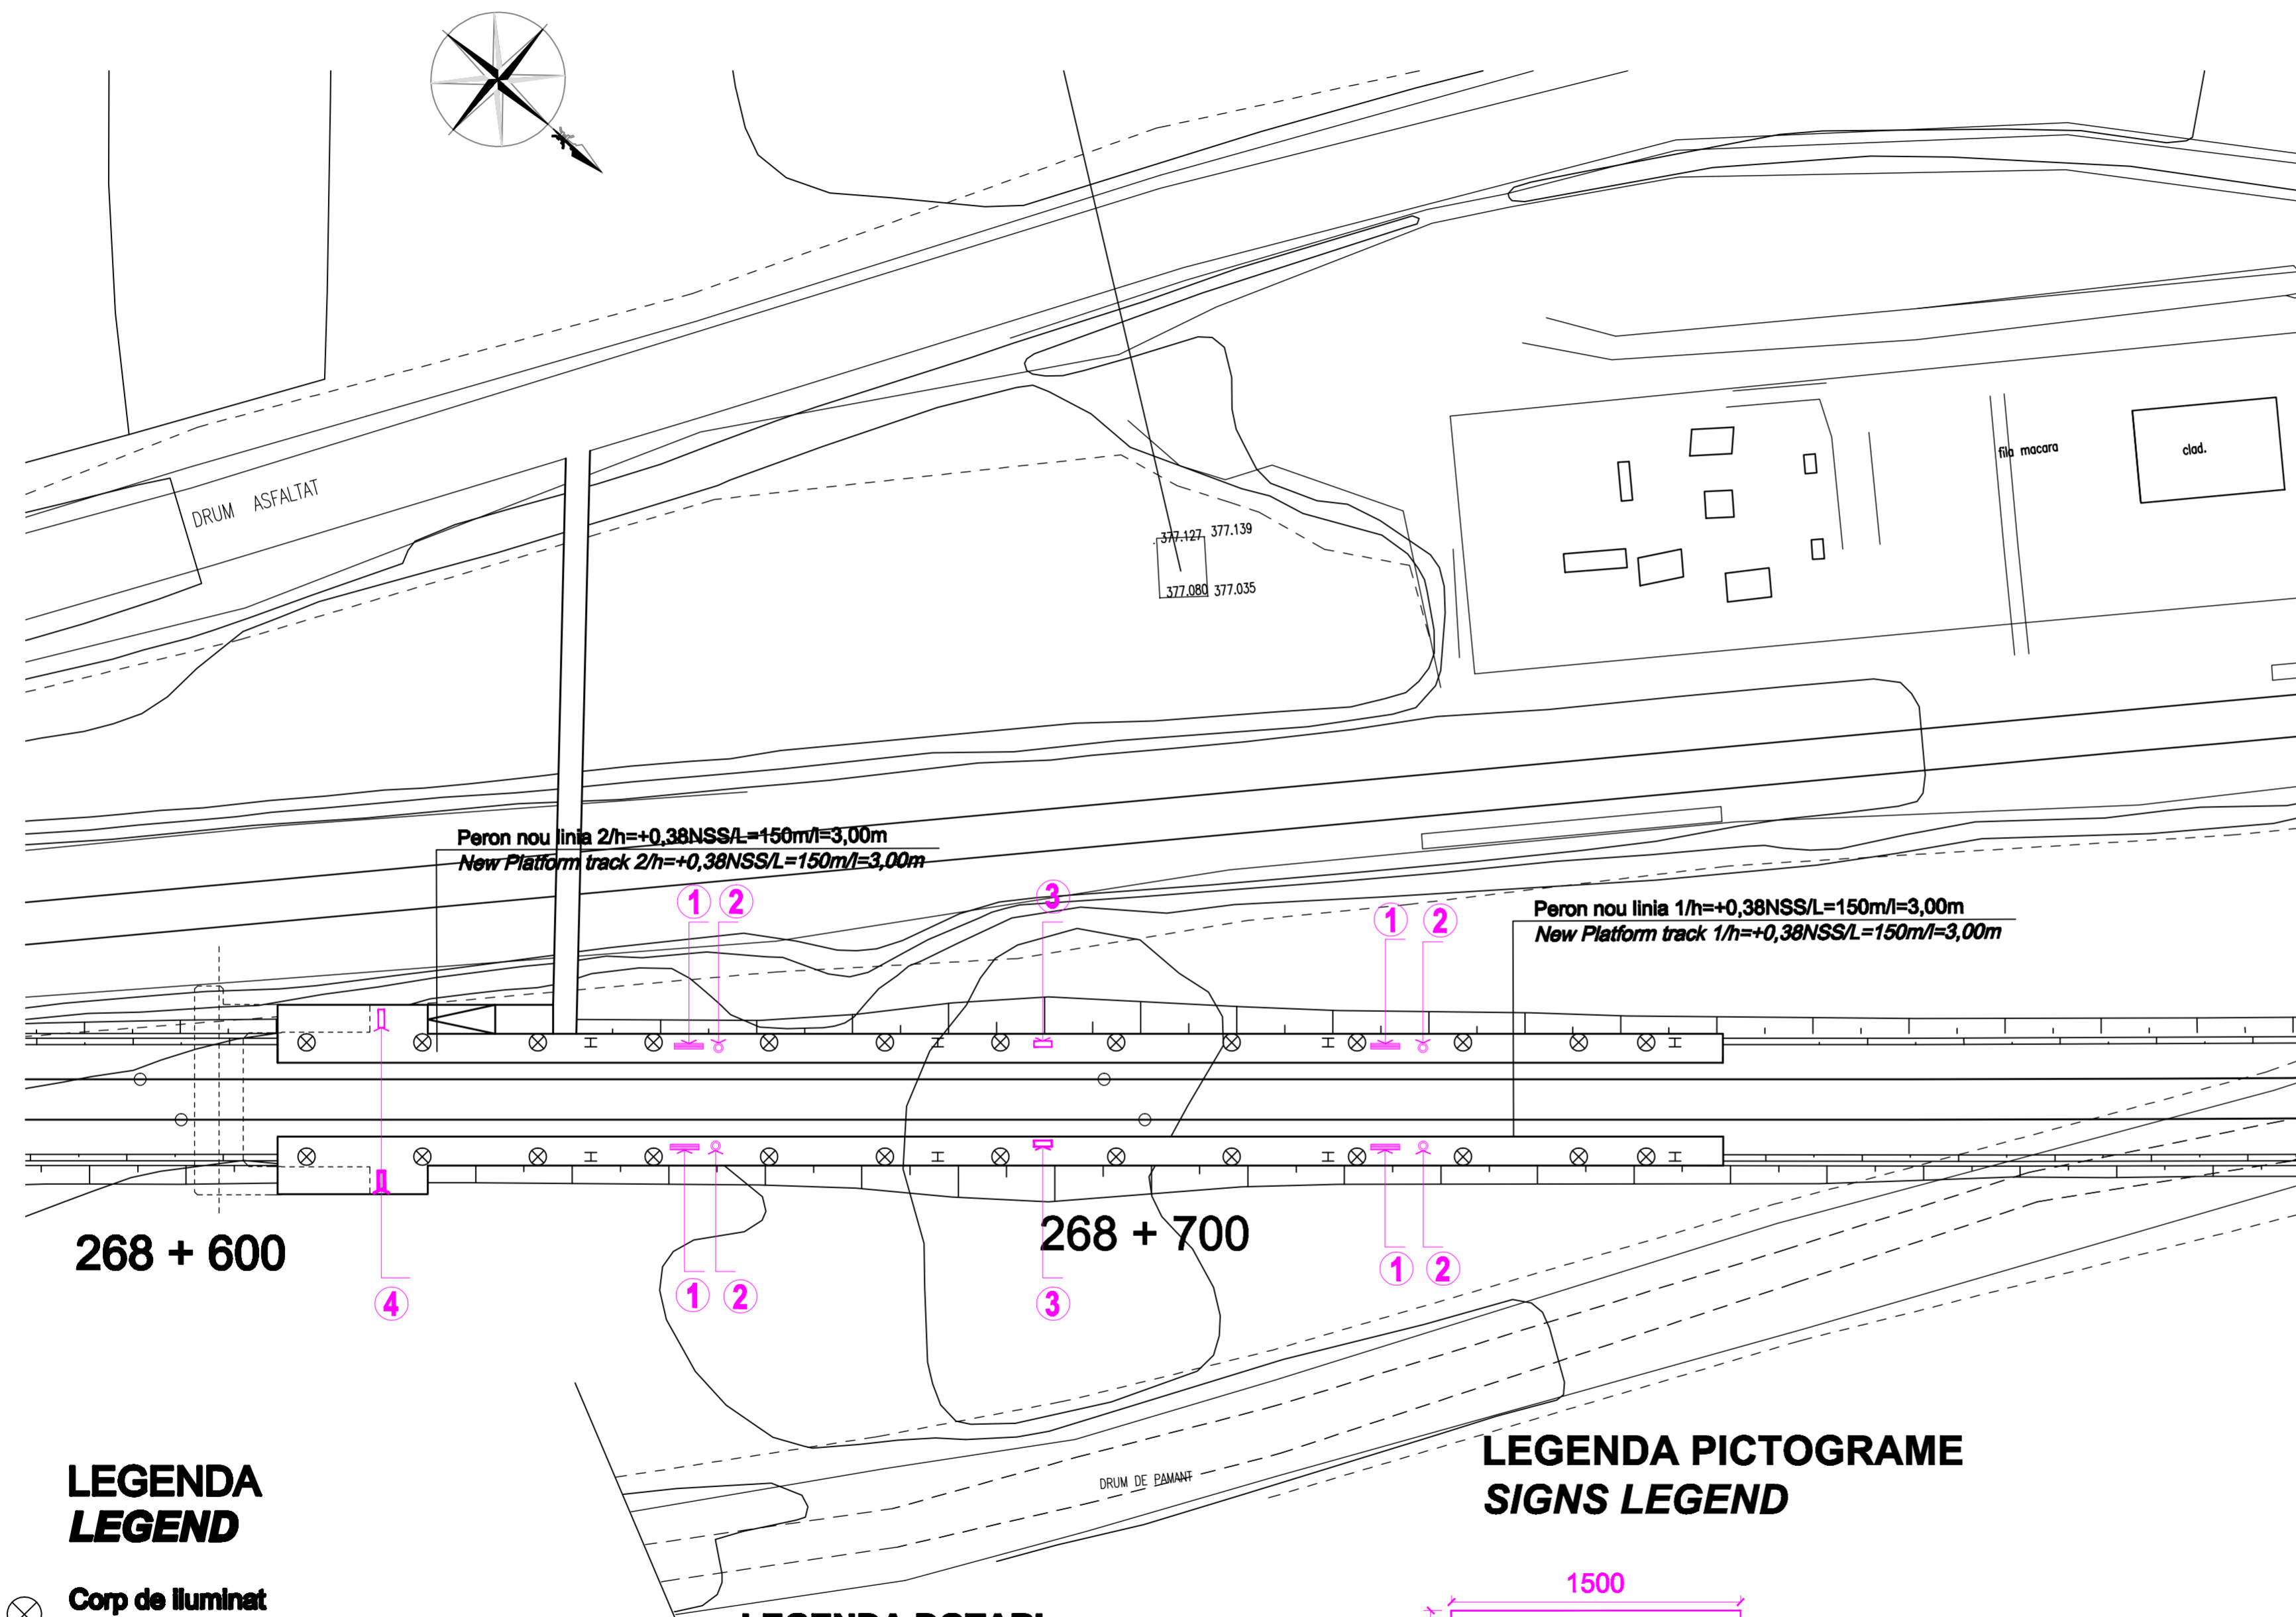 DRUM ASFALTAT
fila macara
clad.
377.127 377.139
377.080 377.035
Peron nou linia 2/h=+0,38NSS/L=150m/l=3,00m
New Platform track 2/h=+0,38NSS/L=150m/l=3,00m
1 2
3
1 2
Peron nou linia 1/h=+0,38NSS/L=150m/l=3,00m
New Platform track 1/h=+0,38NSS/L=150m/l=3,00m
268 + 600
268 + 700
4
1 2
3
1 2
DRUM DE PAMANT
LEGENDA
LEGEND
Corp de iluminat
LEGENDA PICTOGRAME
SIGNS LEGEND
1500